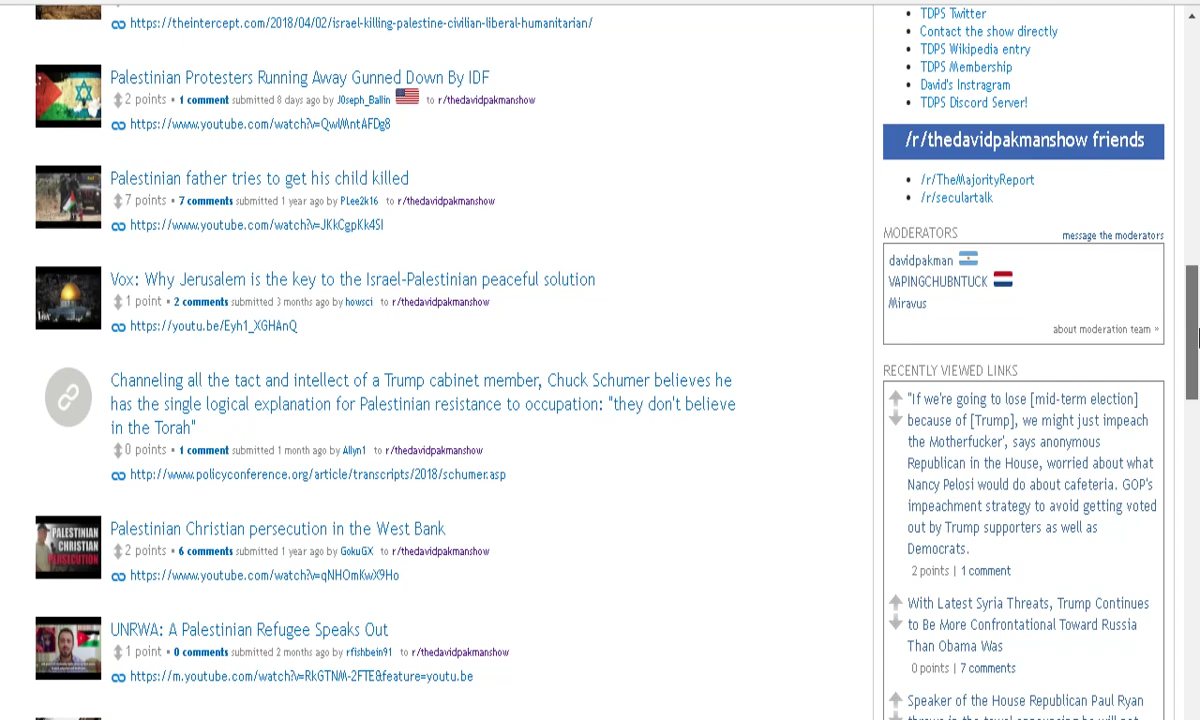 https://theintercept.com/2018/04/02/israel-killing-palestine-civilian-liberal-humanitarian/
Palestinian Protesters Running Away Gunned Down By IDF
2 points • 1 comment submitted 8 days ago by J0seph_Ballin to r/thedavidpakmanshow
https://www.youtube.com/watch?v=QwlMntAFDg8
Palestinian father tries to get his child killed
7 points • 7 comments submitted 1 year ago by PLee2k16 to r/thedavidpakmanshow
https://www.youtube.com/watch?v=JKkCgpKk4SI
Vox: Why Jerusalem is the key to the Israel-Palestinian peaceful solution
1 point • 2 comments submitted 3 months ago by howsci to r/thedavidpakmanshow
https://youtu.be/Eyh1_XGHAnQ
Channeling all the tact and intellect of a Trump cabinet member, Chuck Schumer believes he
has the single logical explanation for Palestinian resistance to occupation: "they don't believe
in the Torah"
0 points • 1 comment submitted 1 month ago by Allyn1 to r/thedavidpakmanshow
http://www.policyconference.org/article/transcripts/2018/schumer.asp
PALESTINIAN
CHRISTIAN
PERSECUTION
Palestinian Christian persecution in the West Bank
2 points • 6 comments submitted 1 year ago by GokuGX to r/thedavidpakmanshow
https://www.youtube.com/watch?v=qNHOmKwX9Ho
UNRWA: A Palestinian Refugee Speaks Out
1 point • 0 comments submitted 2 months ago by rfishbein91 to r/thedavidpakmanshow
https://m.youtube.com/watch?v=RkGTNM-2FTE&feature=youtu.be
TDPS Twitter
Contact the show directly
TDPS Wikipedia entry
TDPS Membership
David's Instagram
TDPS Discord Server!
/r/thedavidpakmanshow friends
/r/TheMajorityReport
/r/seculartalk
MODERATORS
message the moderators
davidpakman
VAPINGCHUBNTUCK
Miravus
about moderation team »
RECENTLY VIEWED LINKS
"If we're going to lose [mid-term election]
because of [Trump], we might just impeach
the Motherfucker', says anonymous
Republican in the House, worried about what
Nancy Pelosi would do about cafeteria. GOP's
impeachment strategy to avoid getting voted
out by Trump supporters as well as
Democrats.
2 points | 1 comment
With Latest Syria Threats, Trump Continues
to Be More Confrontational Toward Russia
Than Obama Was
0 points | 7 comments
Speaker of the House Republican Paul Ryan